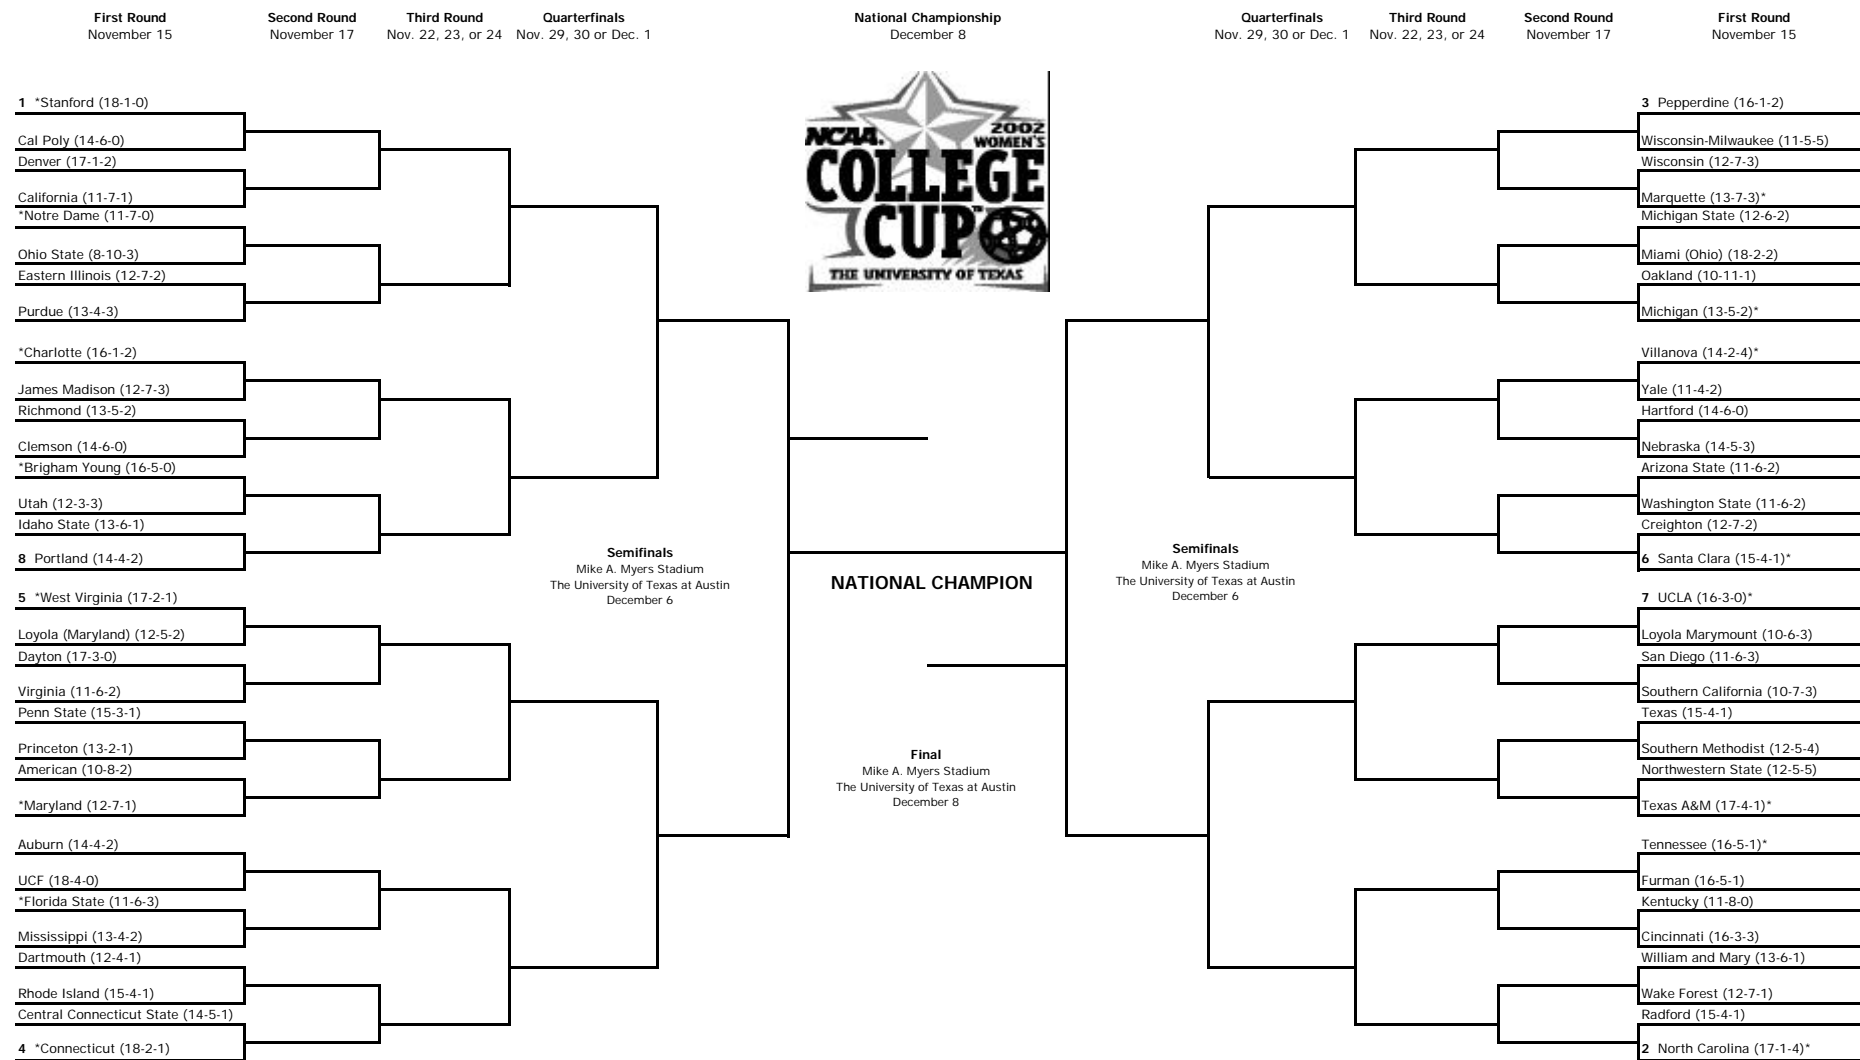 First Round
November 15
Second Round
November 17
Third Round
Nov. 22, 23, or 24
Quarterfinals
Nov. 29, 30 or Dec. 1
National Championship
December 8
Quarterfinals
Nov. 29, 30 or Dec. 1
Third Round
Nov. 22, 23, or 24
Second Round
November 17
First Round
November 15
1 *Stanford (18-1-0)
Cal Poly (14-6-0)
Denver (17-1-2)
California (11-7-1)
*Notre Dame (11-7-0)
Ohio State (8-10-3)
Eastern Illinois (12-7-2)
Purdue (13-4-3)
*Charlotte (16-1-2)
James Madison (12-7-3)
Richmond (13-5-2)
Clemson (14-6-0)
*Brigham Young (16-5-0)
Utah (12-3-3)
Idaho State (13-6-1)
8 Portland (14-4-2)
5 *West Virginia (17-2-1)
Loyola (Maryland) (12-5-2)
Dayton (17-3-0)
Virginia (11-6-2)
Penn State (15-3-1)
Princeton (13-2-1)
American (10-8-2)
*Maryland (12-7-1)
Auburn (14-4-2)
UCF (18-4-0)
*Florida State (11-6-3)
Mississippi (13-4-2)
Dartmouth (12-4-1)
Rhode Island (15-4-1)
Central Connecticut State (14-5-1)
4 *Connecticut (18-2-1)
Semifinals
Mike A. Myers Stadium
The University of Texas at Austin
December 6
NCAA. 2002
WOMEN'S
COLLEGE
CUP™
THE UNIVERSITY OF TEXAS
NATIONAL CHAMPION
Final
Mike A. Myers Stadium
The University of Texas at Austin
December 8
Semifinals
Mike A. Myers Stadium
The University of Texas at Austin
December 6
3 Pepperdine (16-1-2)
Wisconsin-Milwaukee (11-5-5)
Wisconsin (12-7-3)
Marquette (13-7-3)*
Michigan State (12-6-2)
Miami (Ohio) (18-2-2)
Oakland (10-11-1)
Michigan (13-5-2)*
Villanova (14-2-4)*
Yale (11-4-2)
Hartford (14-6-0)
Nebraska (14-5-3)
Arizona State (11-6-2)
Washington State (11-6-2)
Creighton (12-7-2)
6 Santa Clara (15-4-1)*
7 UCLA (16-3-0)*
Loyola Marymount (10-6-3)
San Diego (11-6-3)
Southern California (10-7-3)
Texas (15-4-1)
Southern Methodist (12-5-4)
Northwestern State (12-5-5)
Texas A&M (17-4-1)*
Tennessee (16-5-1)*
Furman (16-5-1)
Kentucky (11-8-0)
Cincinnati (16-3-3)
William and Mary (13-6-1)
Wake Forest (12-7-1)
Radford (15-4-1)
2 North Carolina (17-1-4)*